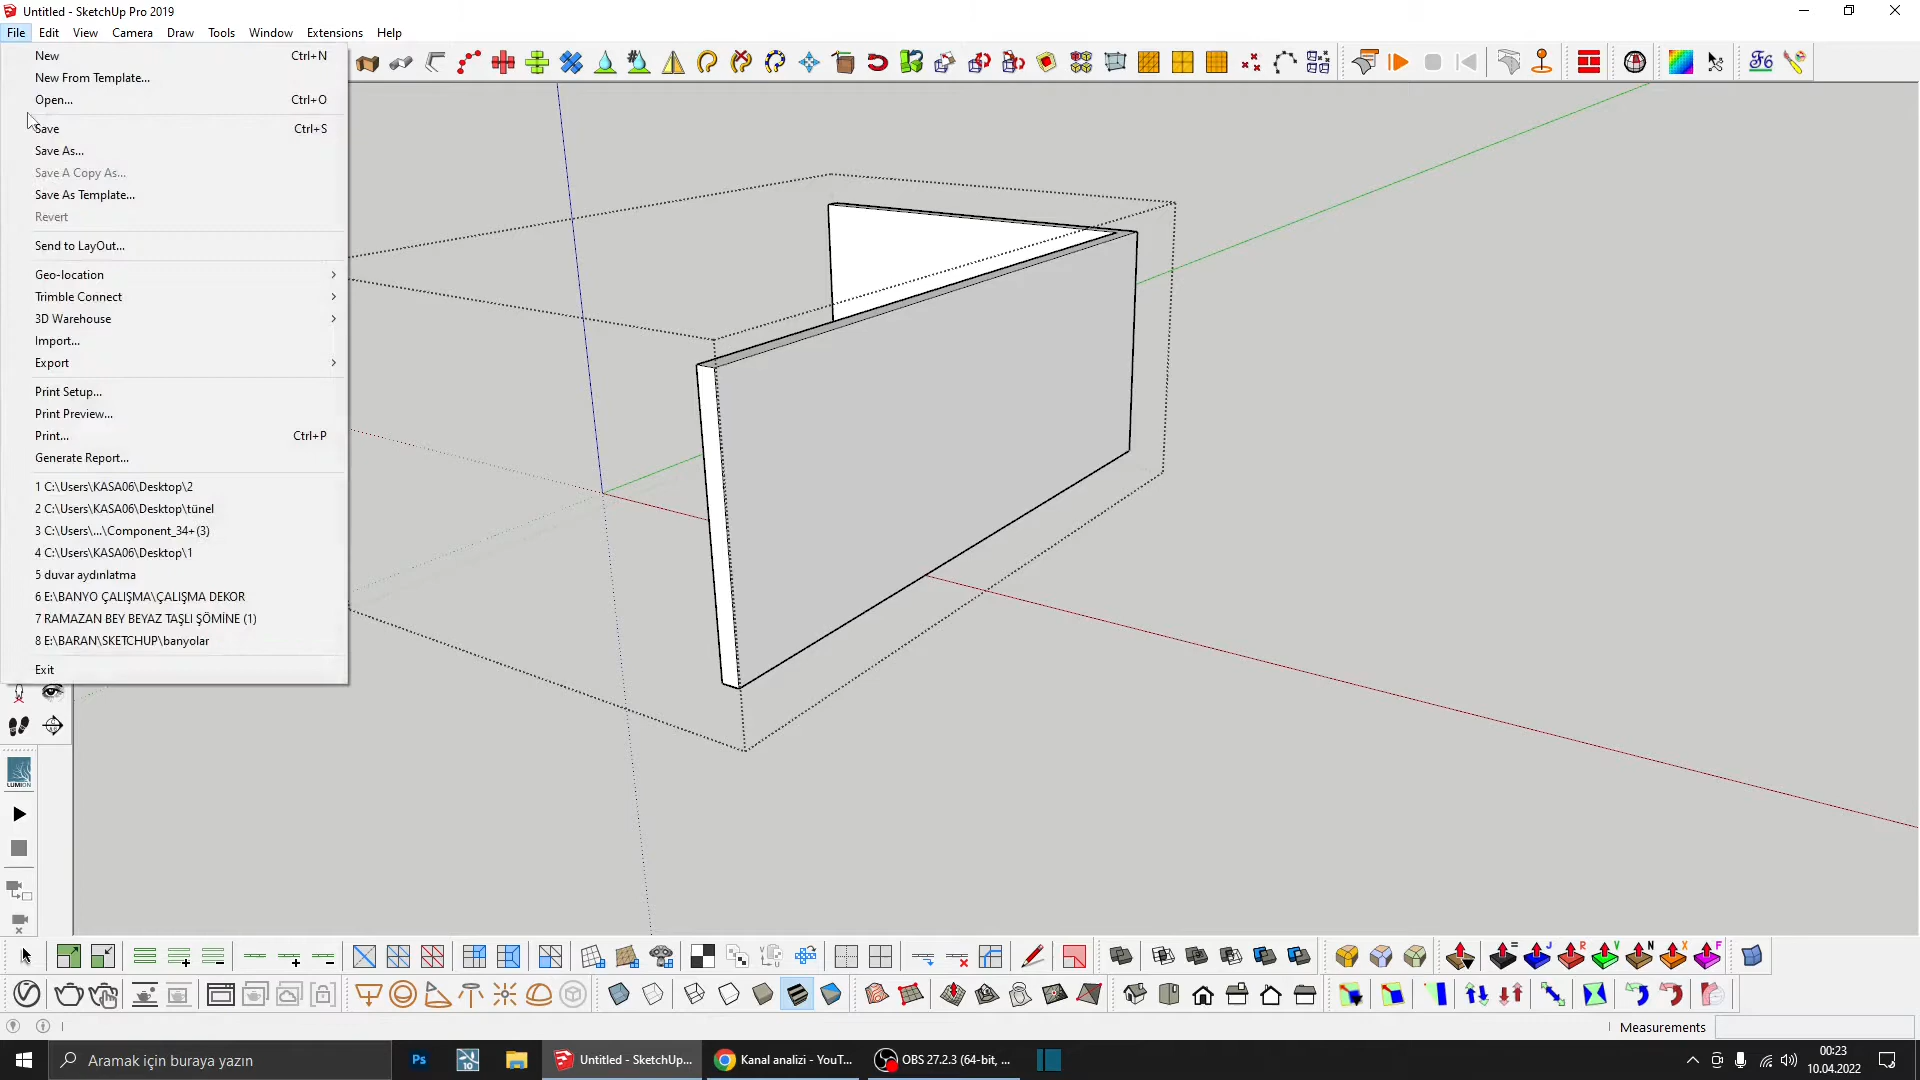 Untitled - SketchUp Pro 2019
File Edit View Camera Draw Tools Window Extensions Help
New Ctrl+N
New From Template...
Open... Ctrl+O
Save Ctrl+S
Save As...
Save A Copy As...
Save As Template...
Revert
Send to LayOut...
Geo-location
Trimble Connect
3D Warehouse
Import...
Export
Print Setup...
Print Preview...
Print... Ctrl+P
Generate Report...
1 C:\Users\KASA06\Desktop\2
2 C:\Users\KASA06\Desktop\tünel
3 C:\Users\...\Component_34+(3)
4 C:\Users\KASA06\Desktop\1
5 duvar aydınlatma
6 E:\BANYO ÇALIŞMA\ÇALIŞMA DEKOR
7 RAMAZAN BEY BEYAZ TAŞLI ŞÖMİNE (1)
8 E:\BARAN\SKETCHUP\banyolar
Exit
F6
LUMION
= J R V N X F
Measurements
Aramak için buraya yazın
Ps
10
Untitled - SketchUp...
Kanal analizi - YouT...
OBS 27.2.3 (64-bit, ...
00:23
10.04.2022